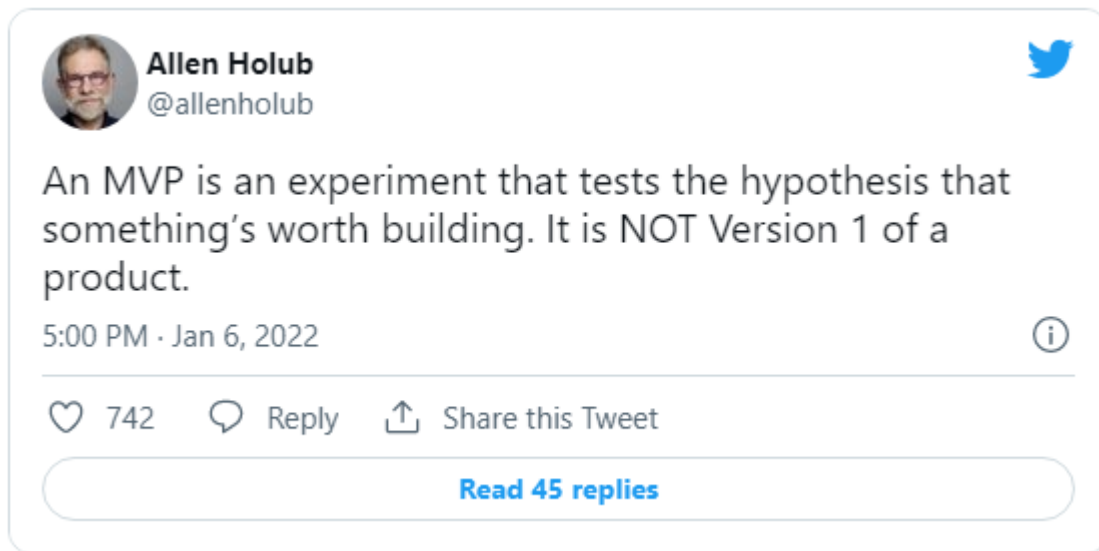 Allen Holub
@allenholub
An MVP is an experiment that tests the hypothesis that
something’s worth building. It is NOT Version 1 of a
product.
5:00 PM · Jan 6, 2022
742 Reply Share this Tweet
Read 45 replies